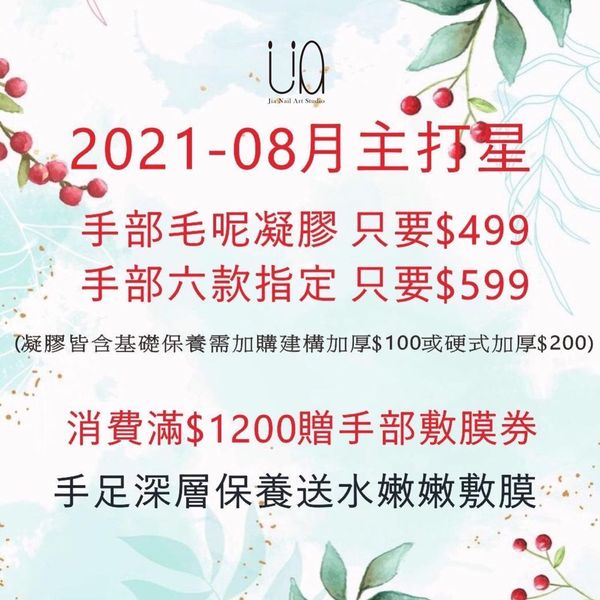 Jia Nail Art Studio
2021-08月主打星
手部毛呢凝膠 只要$499
手部六款指定 只要$599
(凝膠皆含基礎保養需加購建構加厚$100或硬式加厚$200)
消費滿$1200贈手部敷膜券
手足深層保養送水嫩嫩敷膜